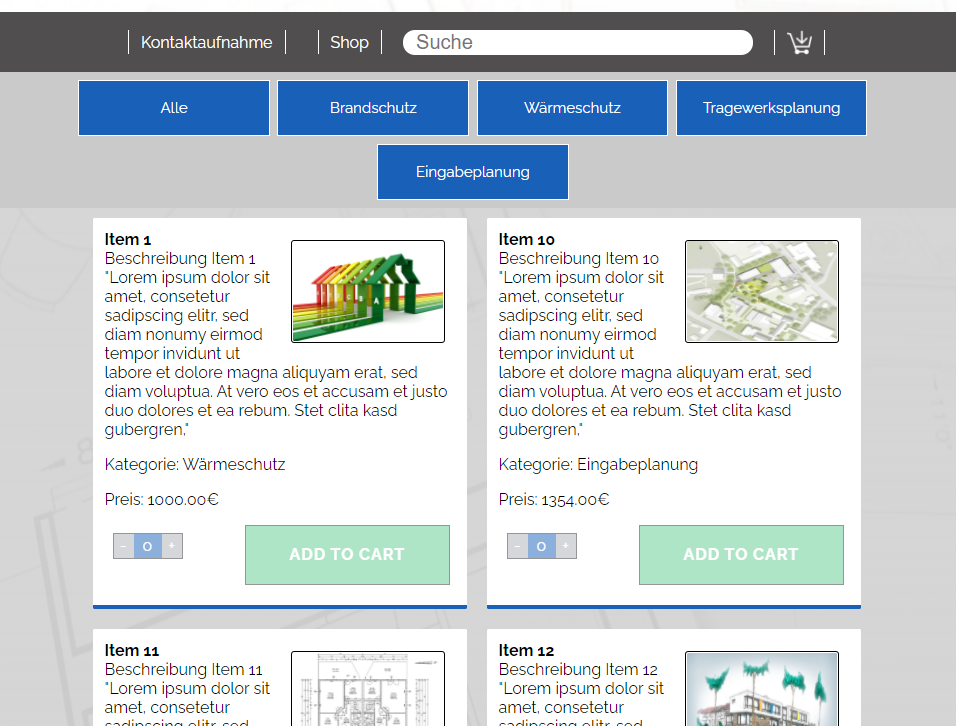 Kontaktaufnahme Shop Suche
Alle Brandschutz Wärmeschutz Tragewerksplanung
Eingabeplanung
Item 1
Beschreibung Item 1
"Lorem ipsum dolor sit
amet, consetetur
sadipscing elitr, sed
diam nonumy eirmod
tempor invidunt ut
labore et dolore magna aliquyam erat, sed
diam voluptua. At vero eos et accusam et justo
duo dolores et ea rebum. Stet clita kasd
gubergren,"
Kategorie: Wärmeschutz
Preis: 1000.00€
- 0 +
ADD TO CART
Item 10
Beschreibung Item 10
"Lorem ipsum dolor sit
amet, consetetur
sadipscing elitr, sed
diam nonumy eirmod
tempor invidunt ut
labore et dolore magna aliquyam erat, sed
diam voluptua. At vero eos et accusam et justo
duo dolores et ea rebum. Stet clita kasd
gubergren,"
Kategorie: Eingabeplanung
Preis: 1354.00€
- 0 +
ADD TO CART
Item 11
Beschreibung Item 11
"Lorem ipsum dolor sit
amet, consetetur
sadipscing elitr, sed
Item 12
Beschreibung Item 12
"Lorem ipsum dolor sit
amet, consetetur
sadipscing elitr, sed